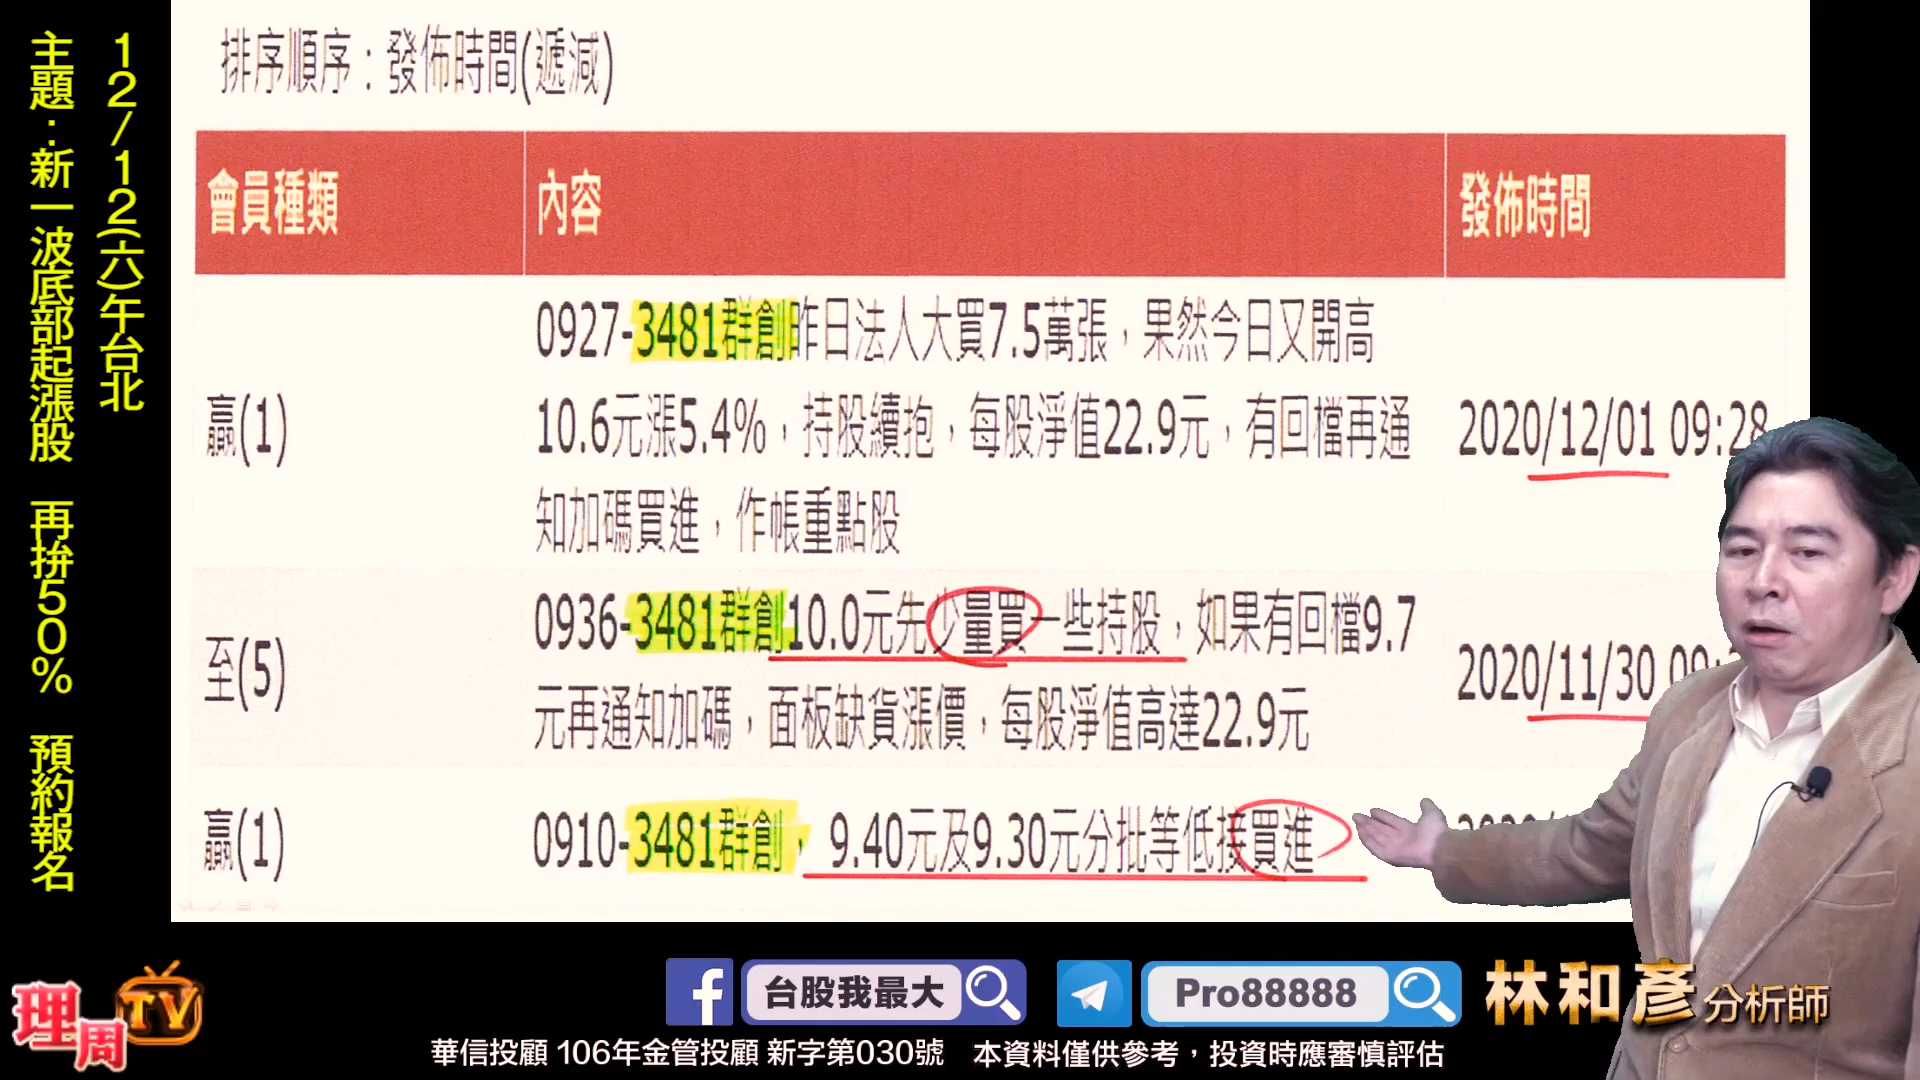 12/12(六)午台北
主題：新一波底部起漲股 再拚50% 預約報名
排序順序：發佈時間(遞減)
會員種類 內容 發佈時間
贏(1)
0927-3481群創昨日法人大買7.5萬張，果然今日又開高
10.6元漲5.4%，持股續抱，每股淨值22.9元，有回檔再通
知加碼買進，作帳重點股
2020/12/01 09:28
至(5)
0936-3481群創10.0元先少量買一些持股，如果有回檔9.7
元再通知加碼，面板缺貨漲價，每股淨值高達22.9元
2020/11/30
贏(1)
0910-3481群創，9.40元及9.30元分批等低接買進
理周TV
台股我最大
Pro88888
林和彥分析師
華信投顧 106年金管投顧 新字第030號 本資料僅供參考，投資時應審慎評估